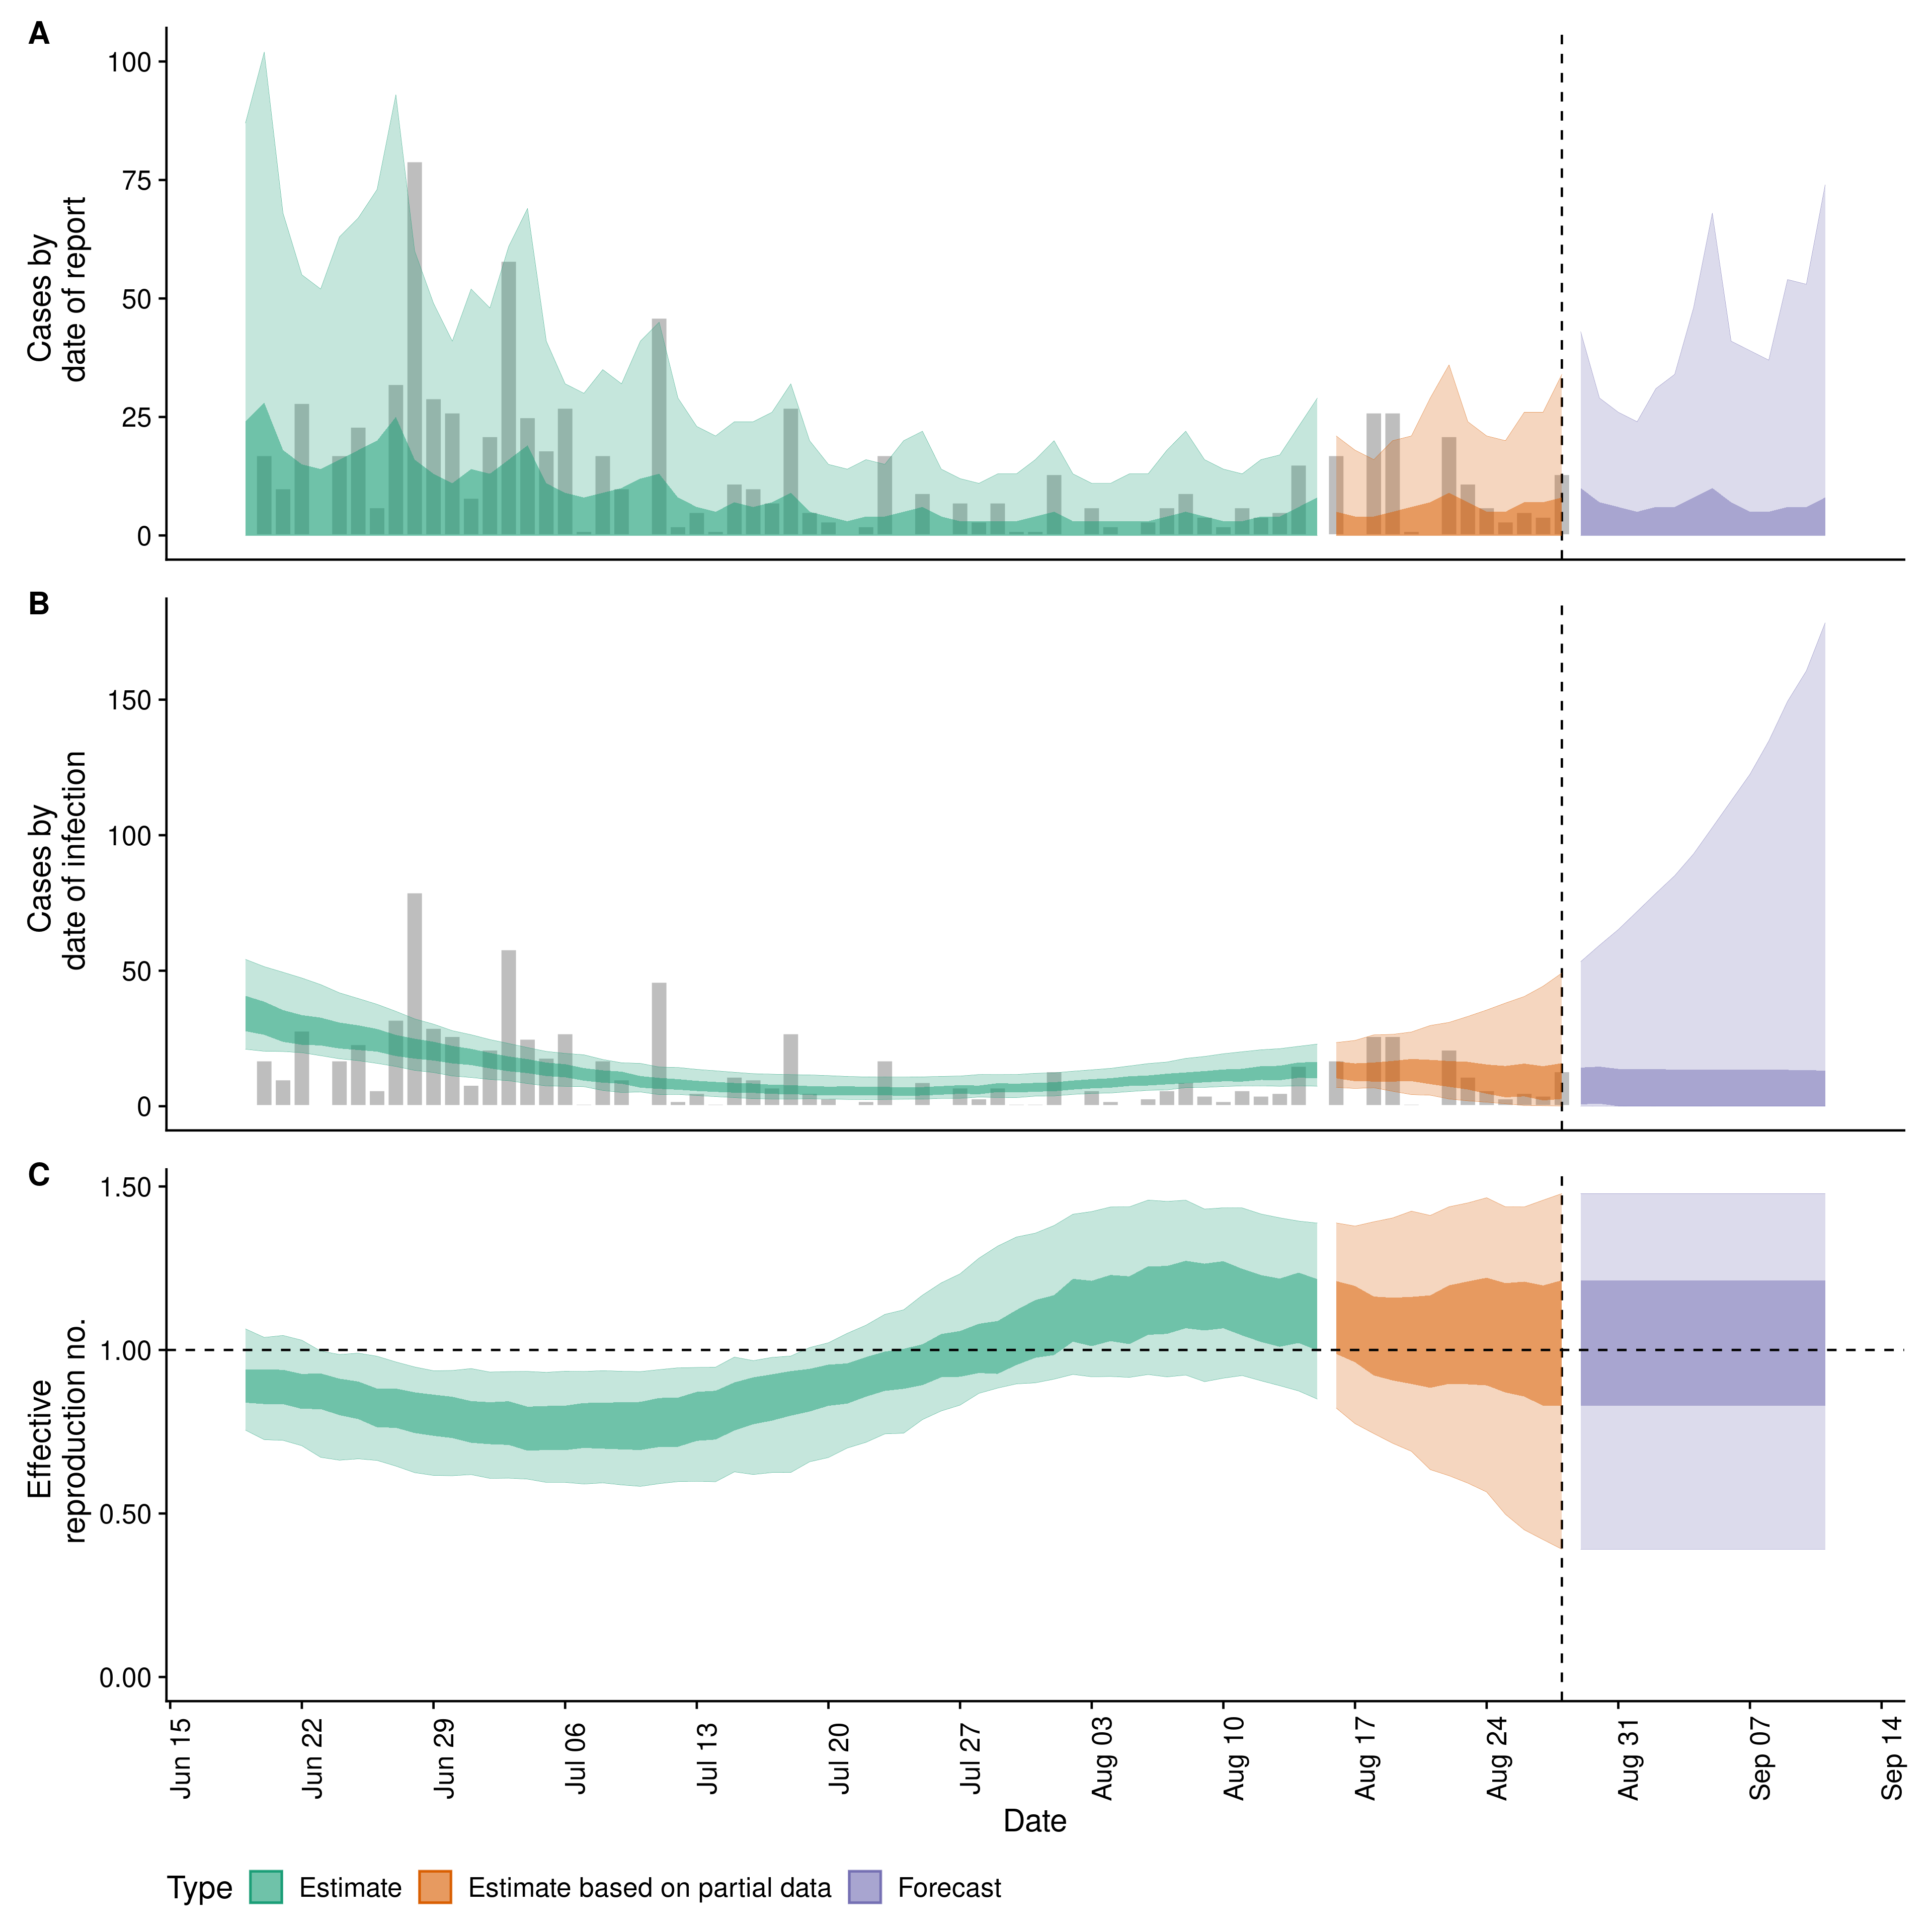 A
Cases by
date of report
100
75
50
25
0
B
Cases by
date of infection
150
100
50
0
C
Effective
reproduction no.
1.50
1.00
0.50
0.00
Jun 15
Jun 22
Jun 29
Jul 06
Jul 13
Jul 20
Jul 27
Aug 03
Aug 10
Aug 17
Aug 24
Aug 31
Sep 07
Sep 14
Date
Type Estimate Estimate based on partial data Forecast